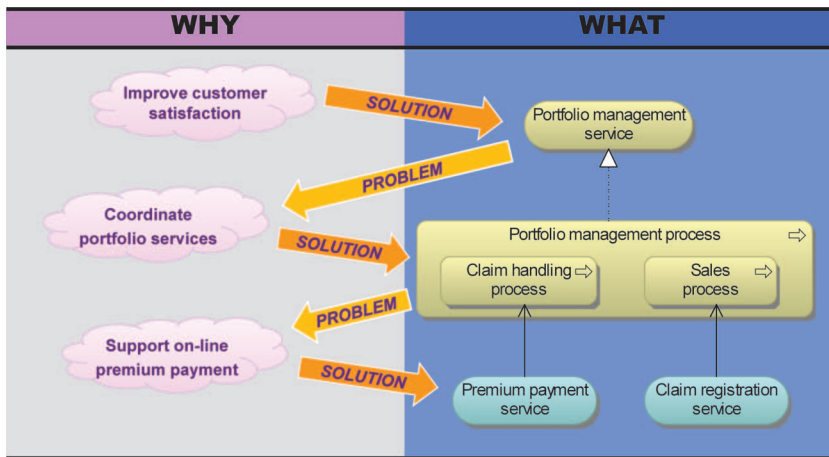 WHY
WHAT
Improve customer
satisfaction
SOLUTION
Portfolio management
service
PROBLEM
Coordinate
portfolio services
SOLUTION
Portfolio management process
Claim handling
process
Sales
process
PROBLEM
Support on-line
premium payment
SOLUTION
Premium payment
service
Claim registration
service